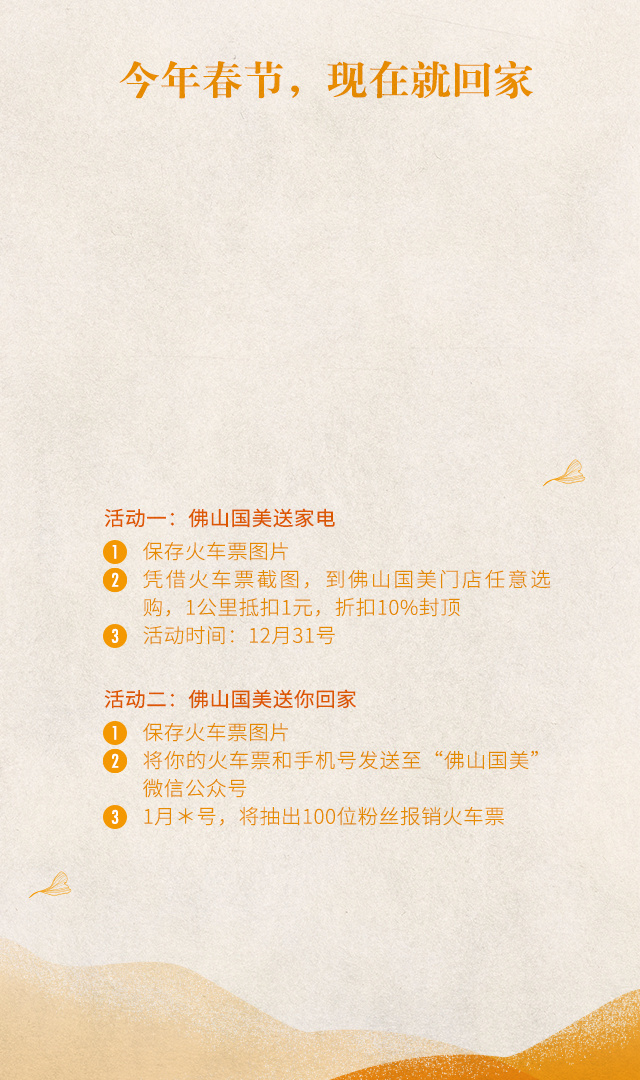 今年春节，现在就回家
活动一：佛山国美送家电
1 保存火车票图片
2 凭借火车票截图，到佛山国美门店任意选
购，1公里抵扣1元，折扣10%封顶
3 活动时间：12月31号
活动二：佛山国美送你回家
1 保存火车票图片
2 将你的火车票和手机号发送至“佛山国美”
微信公众号
3 1月＊号，将抽出100位粉丝报销火车票